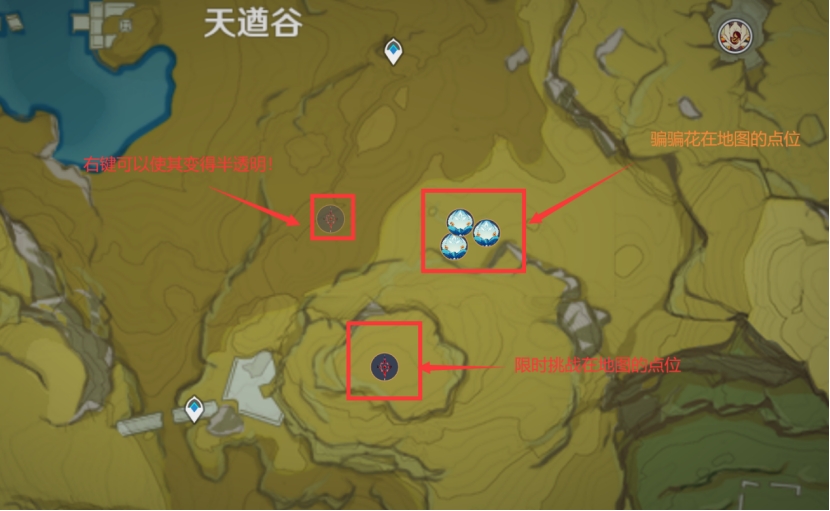 天遒谷
骗骗花在地图的点位
右键可以使其变得半透明!
限时挑战在地图的点位